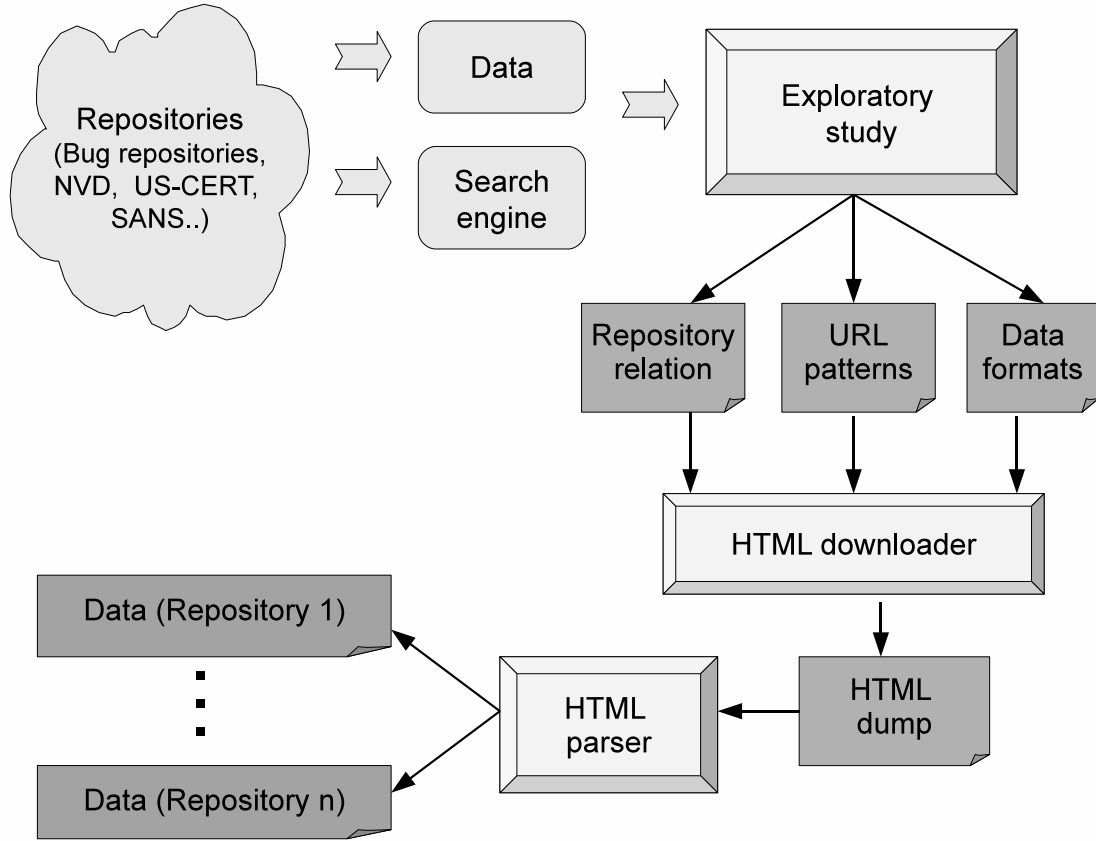 Repositories
(Bug repositories,
NVD, US-CERT,
SANS..)
Data
Search
engine
Exploratory
study
Repository
relation
URL
patterns
Data
formats
HTML downloader
HTML
dump
HTML
parser
Data (Repository 1)
Data (Repository n)